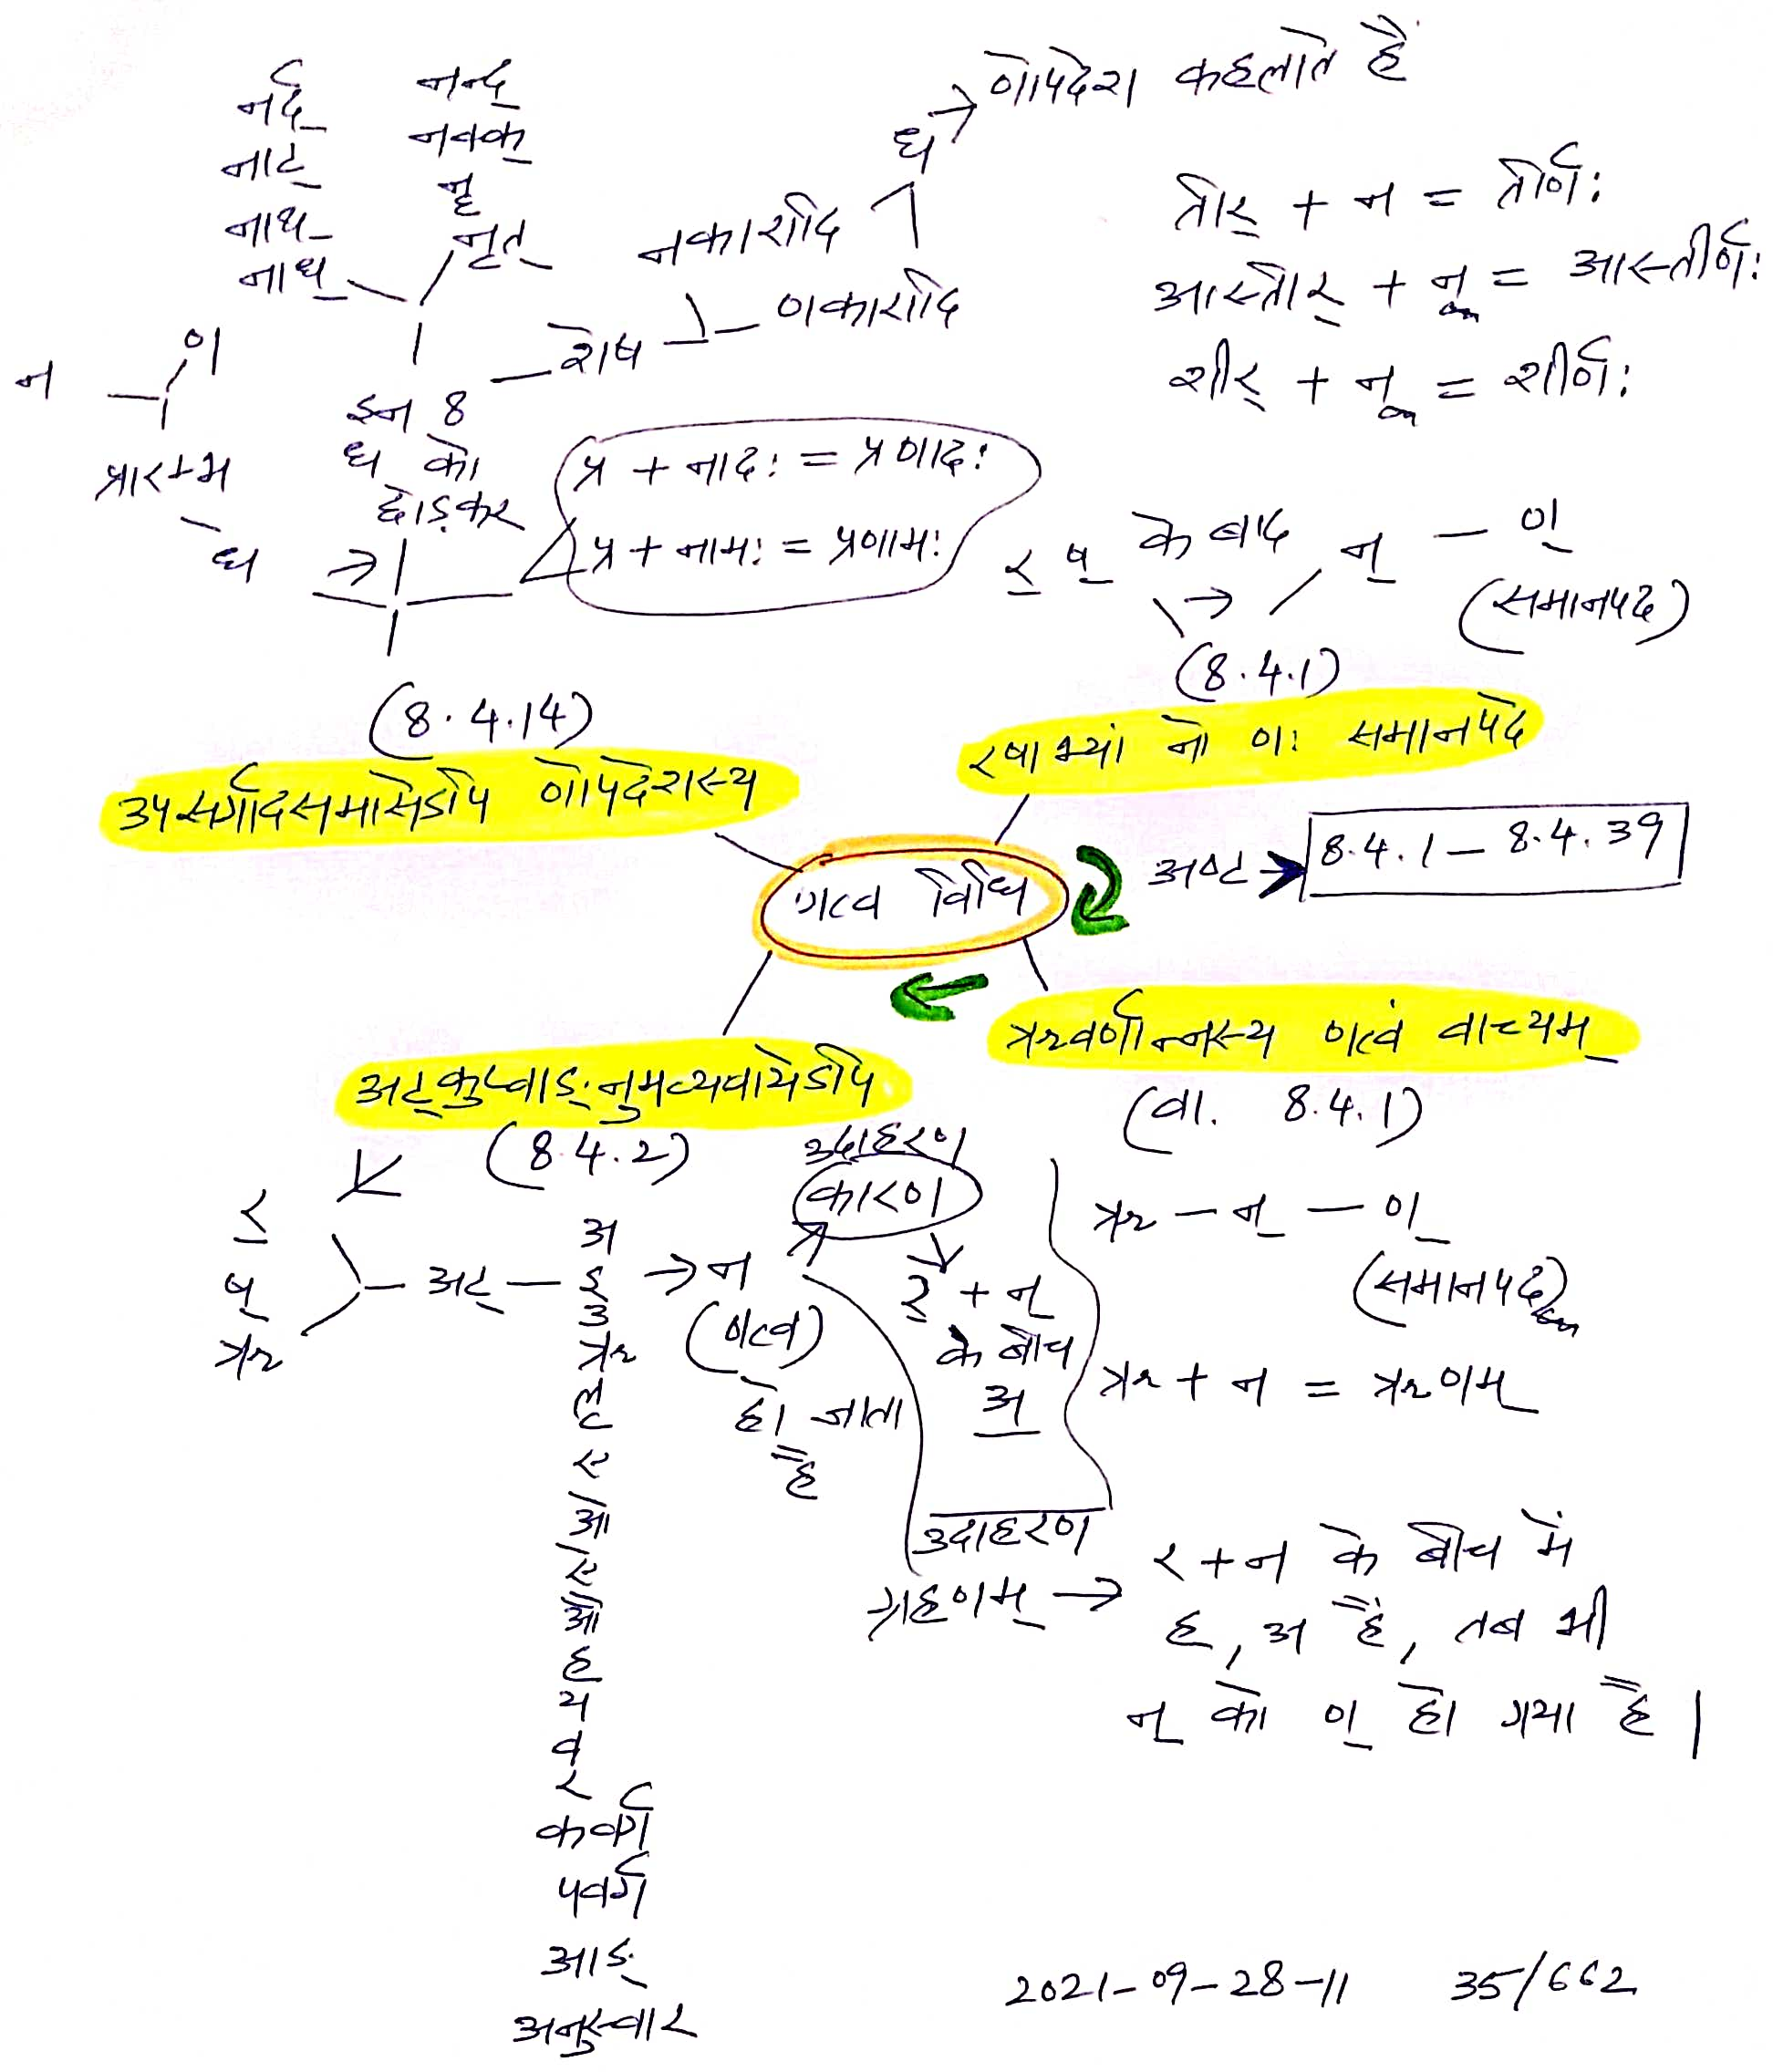 णोपदेश कहलाते हैं
नर्द्
नाट्
नाथ्
नाध्
नन्द्
नक्क्
नॄ
नृत्
ध
नकारादि
णकारादि
शेष
इन 8
ध को
छोड़कर
न
ण
प्रारम्भ
ध
तीर् + न = तीर्णः
आस्तीर् + न् = आस्तीर्णः
शीर् + न् = शीर्णः
प्र + नादः = प्रणादः
प्र + नामः = प्रणामः
र् ष् के बाद न् – ण्
(समानपद)
(8.4.1)
रषाभ्यां नो णः समानपदे
(8.4.14)
उपसर्गादसमासेऽपि णोपदेशस्य
णत्व विधि
अष्ट → 8.4.1 – 8.4.39
ऋवर्णान्नस्य णत्वं वाच्यम्
(वा. 8.4.1)
ऋ – न् – ण्
(समानपद)
ऋ + न = ऋणम्
अट्कुप्वाङ्नुम्व्यवायेऽपि
(8.4.2)
र्
ष्
ऋ
अट्
अ
इ
उ
ऋ
लृ
ए
ओ
ऐ
औ
ह
य
व
र
कवर्ग
पवर्ग
आङ्
अनुस्वार
न
(णत्व)
हो जाता
है
उदाहरण
कारण
र् + न्
के बीच
अ
उदाहरण
ग्रहणम् → र + न के बीच में
ह, अ हैं, तब भी
न् को ण् हो गया है |
2021-09-28-11 35/662